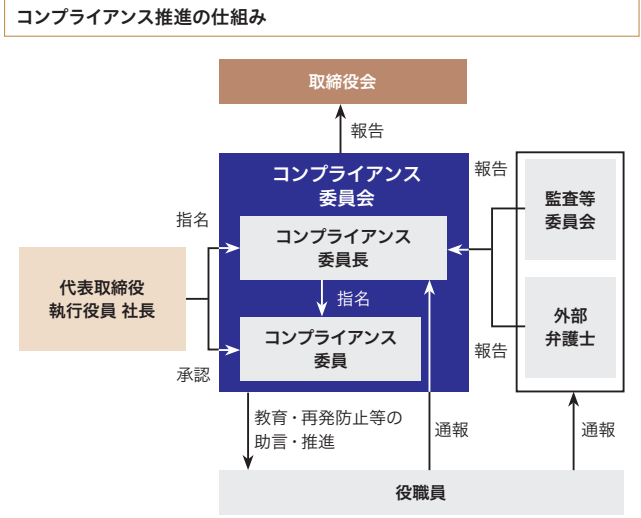 コンプライアンス推進の仕組み
取締役会
報告
コンプライアンス
委員会
報告
監査等
委員会
指名
コンプライアンス
委員長
代表取締役
執行役員 社長
指名
外部
弁護士
コンプライアンス
委員
報告
承認
教育・再発防止等の
助言・推進
通報
通報
役職員